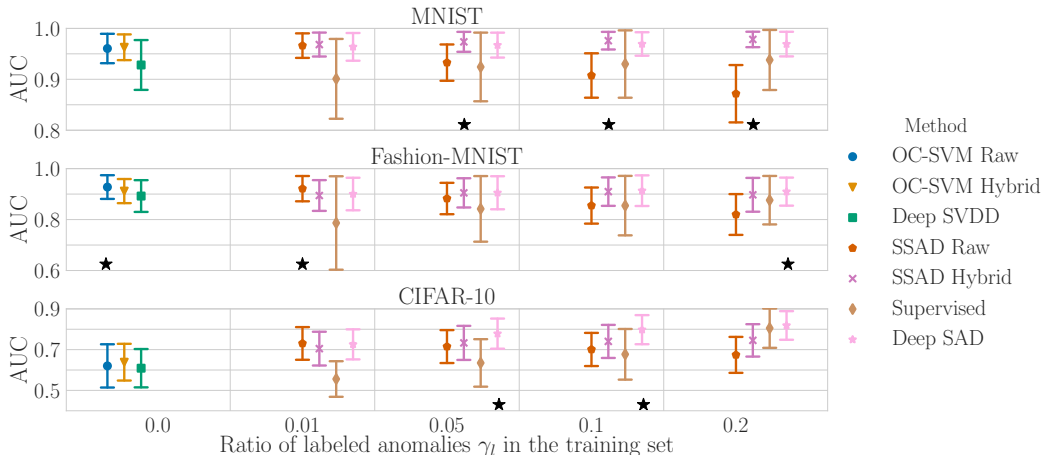 MNIST
1.0
0.9
0.8
AUC
Fashion-MNIST
1.0
0.8
0.6
AUC
CIFAR-10
0.9
0.7
0.5
AUC
0.0 0.01 0.05 0.1 0.2
Ratio of labeled anomalies γl in the training set
Method
OC-SVM Raw
OC-SVM Hybrid
Deep SVDD
SSAD Raw
SSAD Hybrid
Supervised
Deep SAD